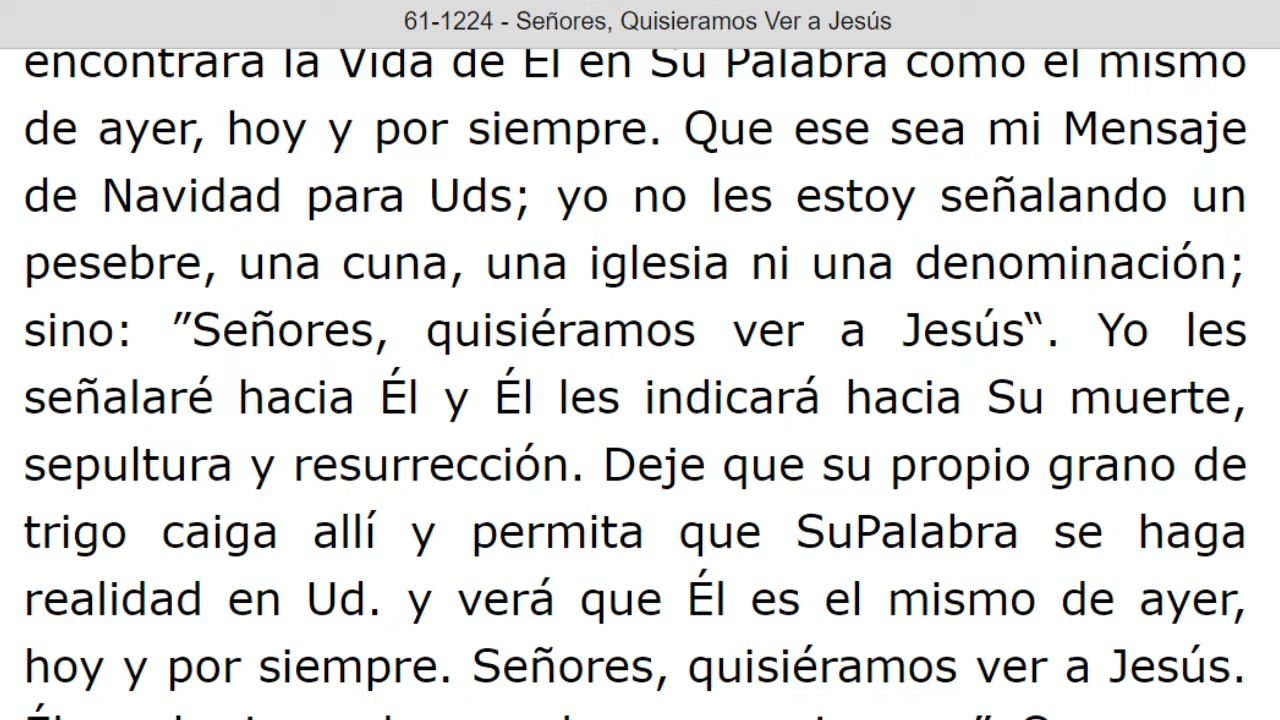 61-1224 - Señores, Quisieramos Ver a Jesús
encontrará la Vida de Él en Su Palabra como el mismo
de ayer, hoy y por siempre. Que ese sea mi Mensaje
de Navidad para Uds; yo no les estoy señalando un
pesebre, una cuna, una iglesia ni una denominación;
sino: ”Señores, quisiéramos ver a Jesús“. Yo les
señalaré hacia Él y Él les indicará hacia Su muerte,
sepultura y resurrección. Deje que su propio grano de
trigo caiga allí y permita que SuPalabra se haga
realidad en Ud. y verá que Él es el mismo de ayer,
hoy y por siempre. Señores, quisiéramos ver a Jesús.
Él